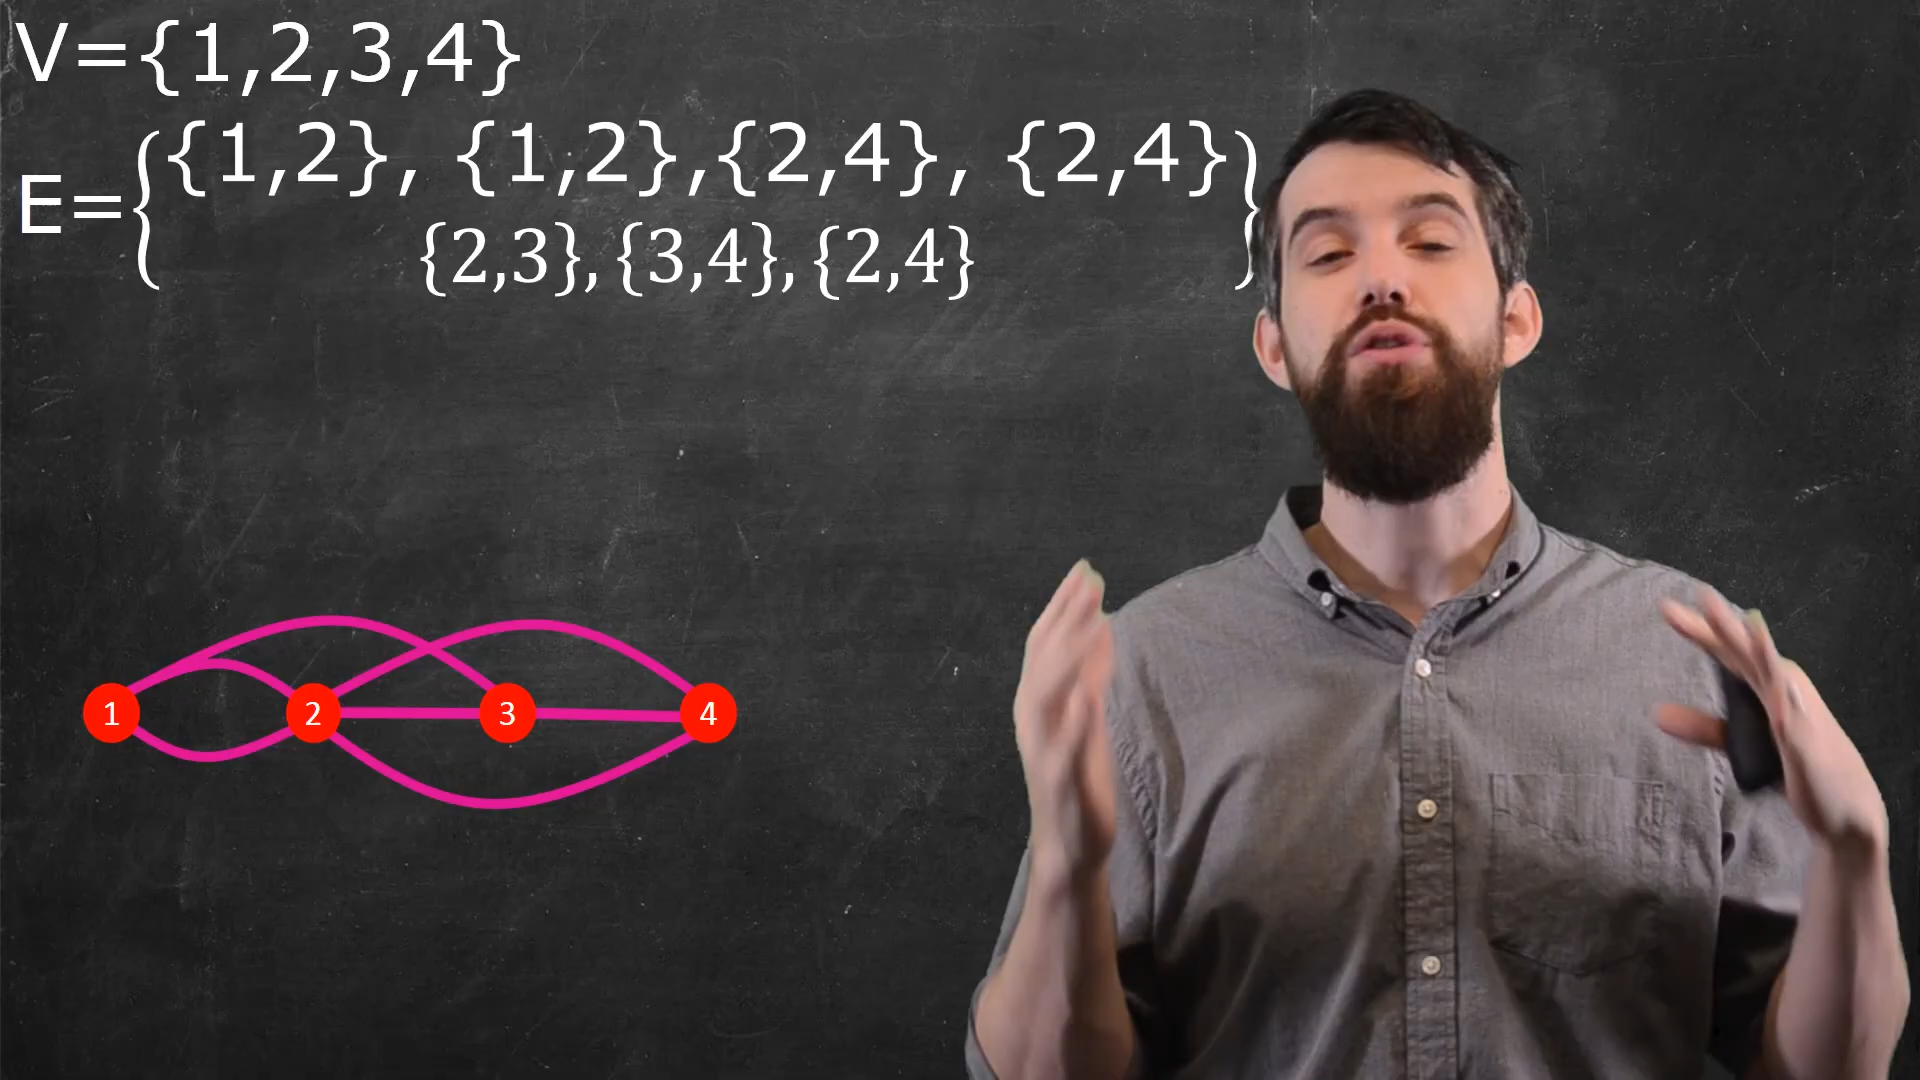 V={1,2,3,4}
E={{1,2}, {1,2},{2,4}, {2,4}
{2,3}, {3,4}, {2,4}}
1 2 3 4